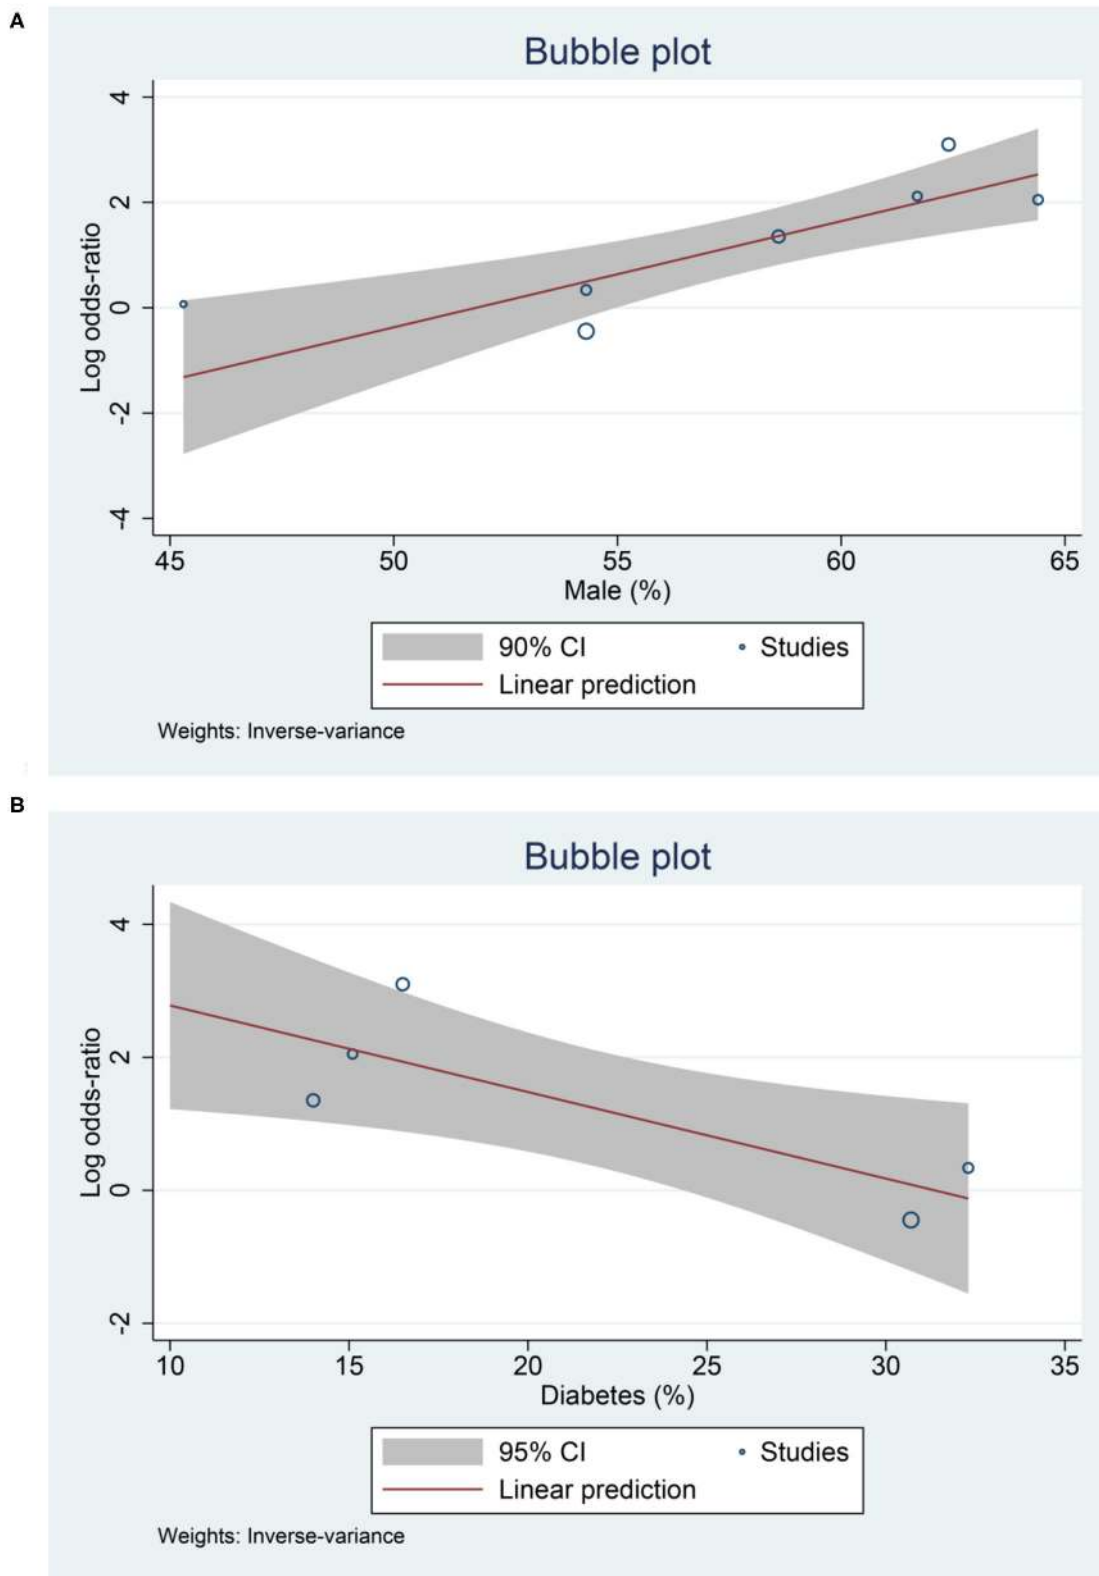 A
Bubble plot
Log odds-ratio
4
2
0
-2
-4
45 50 55 60 65
Male (%)
90% CI Studies
Linear prediction
Weights: Inverse-variance
B
Bubble plot
Log odds-ratio
4
2
0
-2
10 15 20 25 30 35
Diabetes (%)
95% CI Studies
Linear prediction
Weights: Inverse-variance